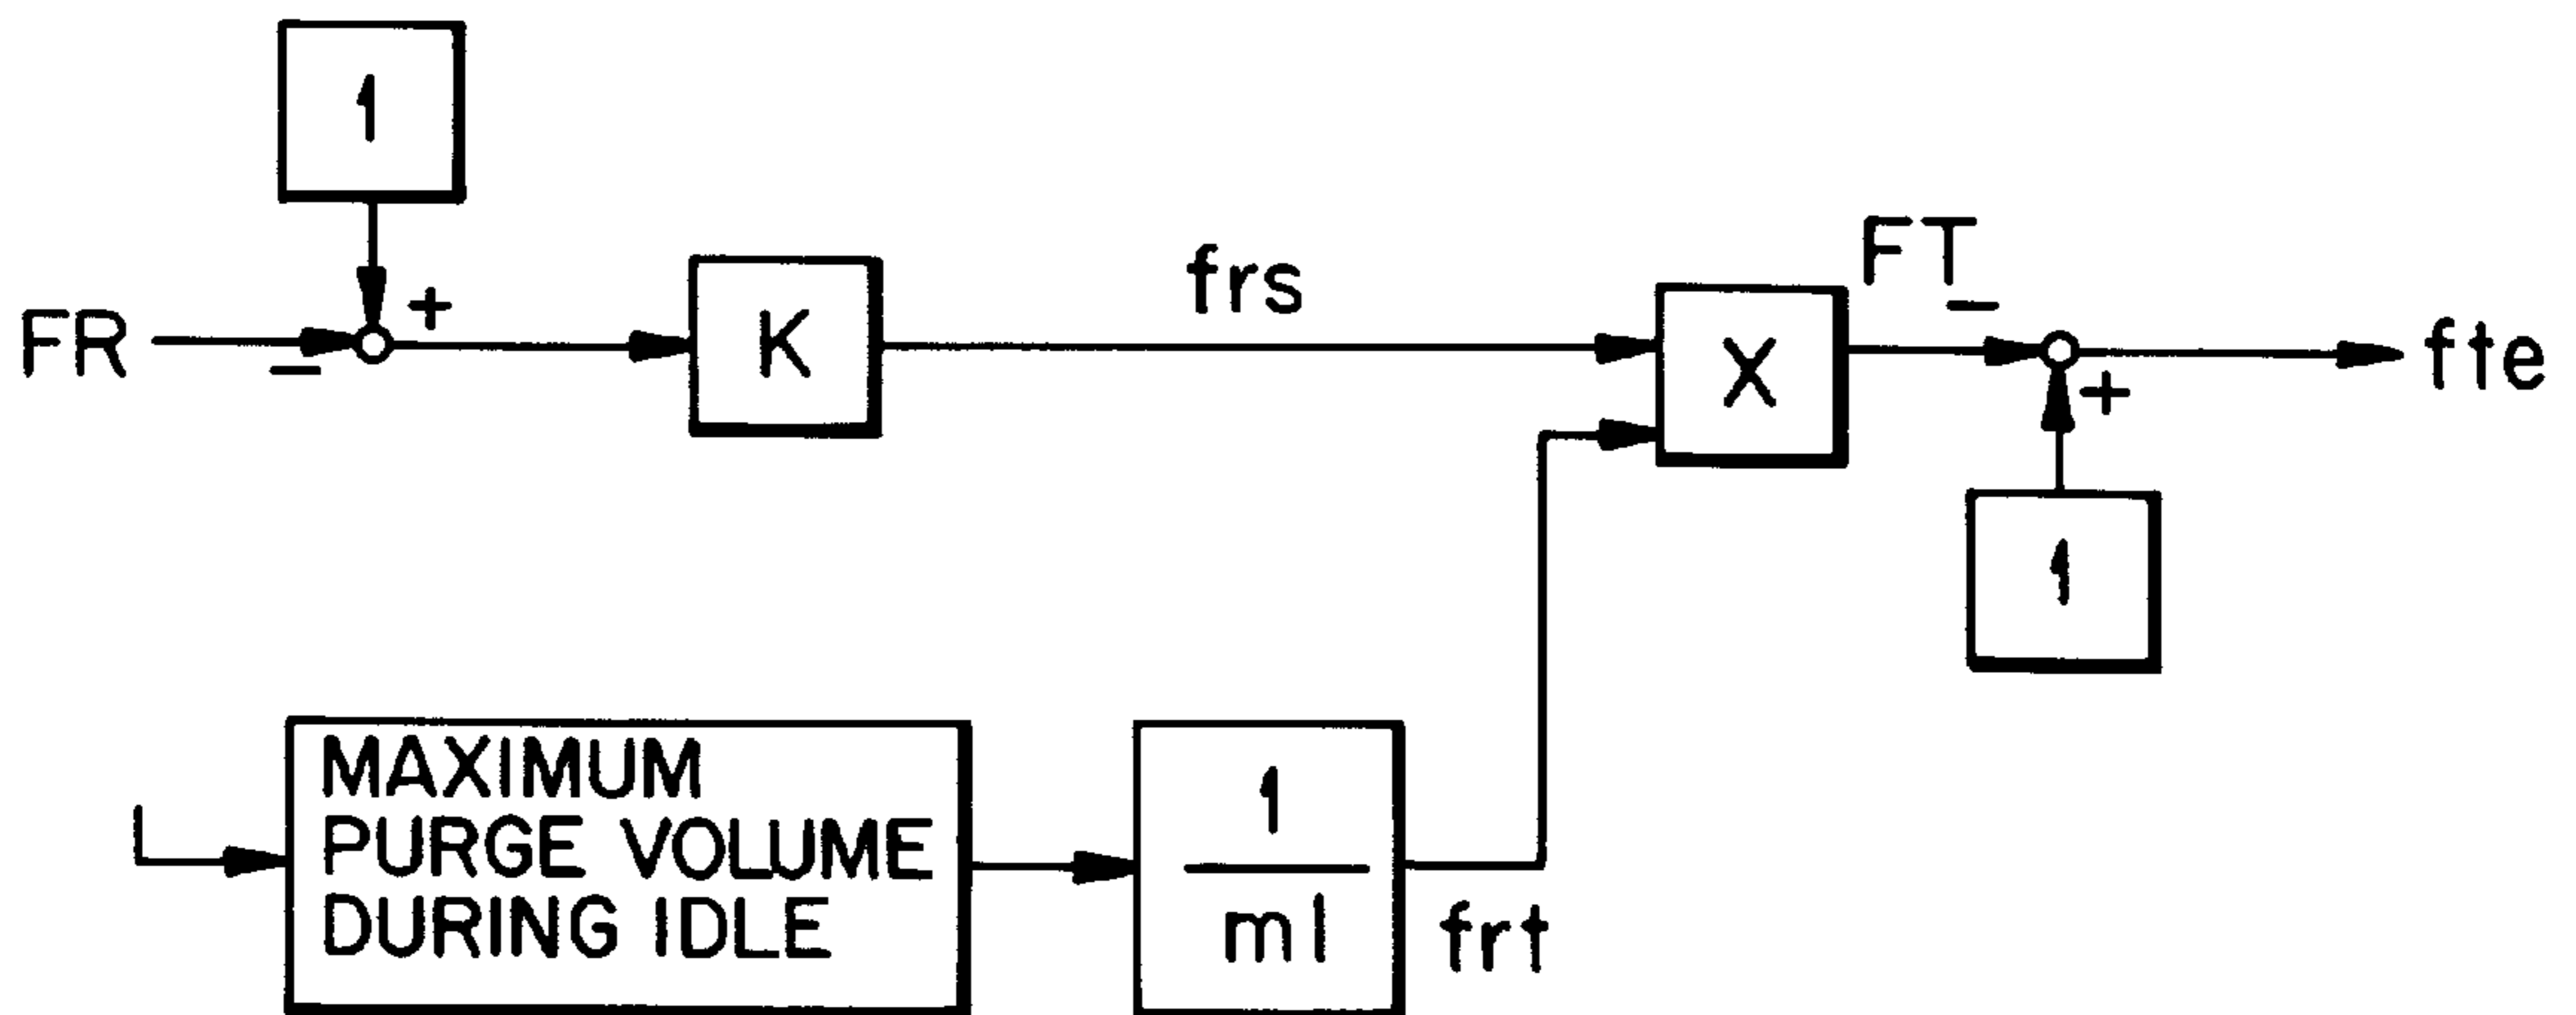 1
FR
+
−
K
frs
X
FT
−
+
fte
1
MAXIMUM
PURGE VOLUME
DURING IDLE
1
ml
frt